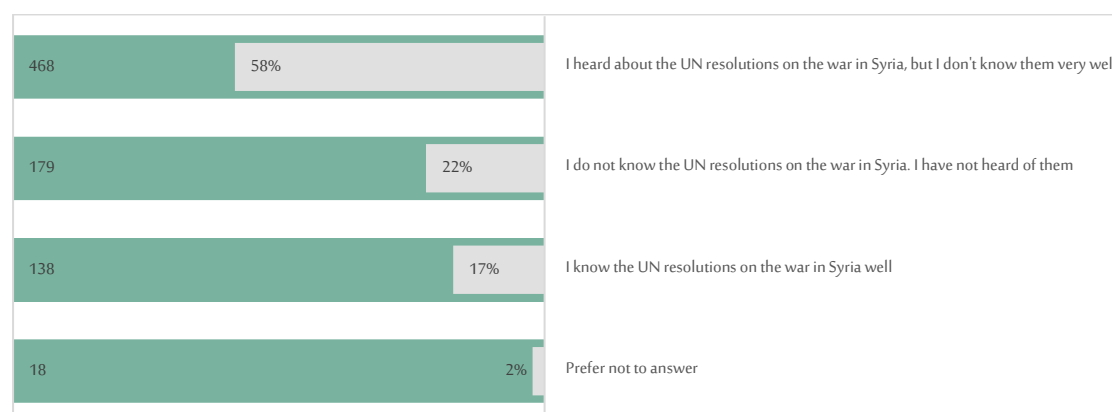 468 58% I heard about the UN resolutions on the war in Syria, but I don't know them very wel
179 22% I do not know the UN resolutions on the war in Syria. I have not heard of them
138 17% I know the UN resolutions on the war in Syria well
18 2% Prefer not to answer